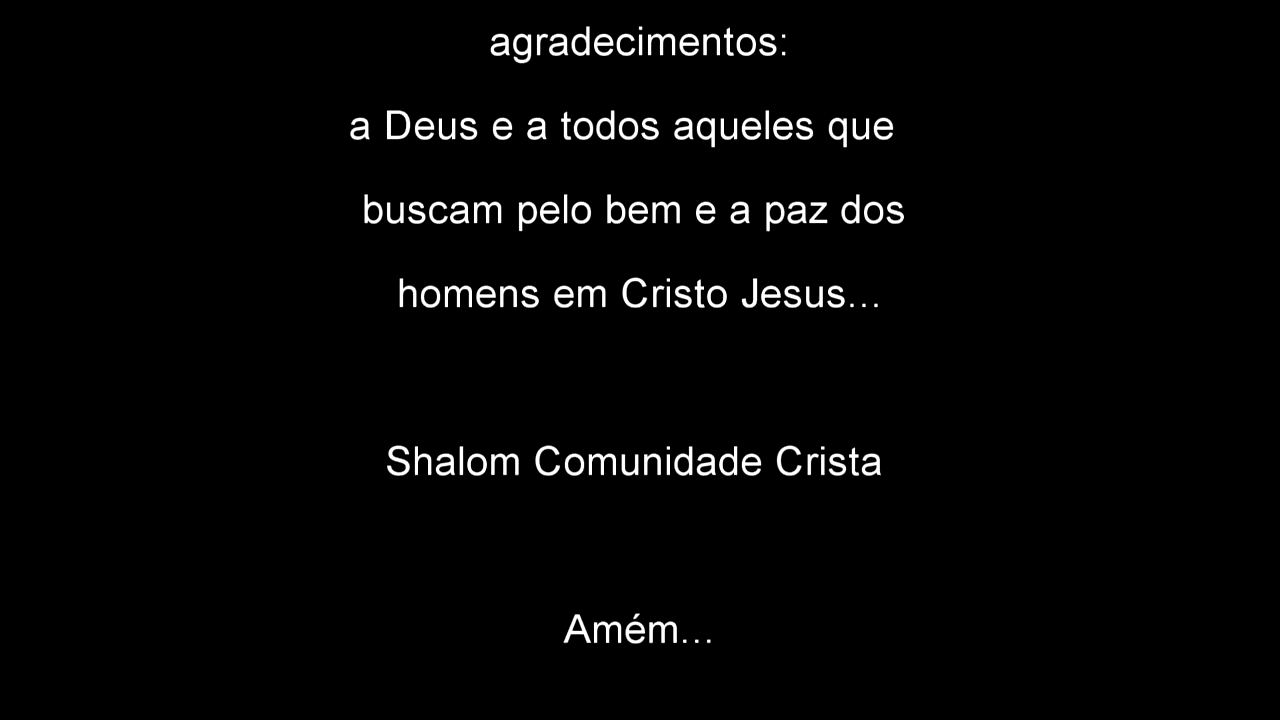 agradecimentos:
a Deus e a todos aqueles que
buscam pelo bem e a paz dos
homens em Cristo Jesus...
Shalom Comunidade Crista
Amém...